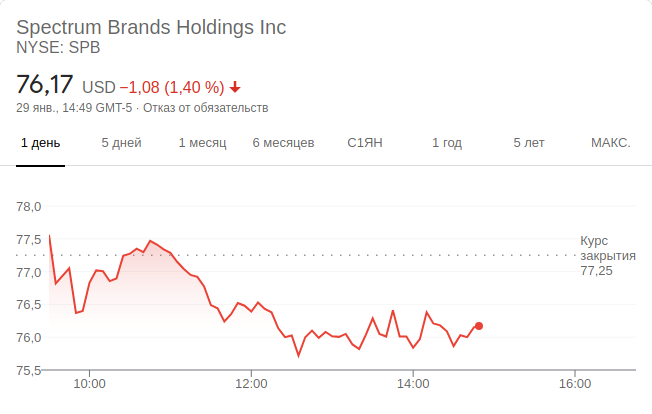 Spectrum Brands Holdings Inc
NYSE: SPB
76,17 USD −1,08 (1,40 %)
29 янв., 14:49 GMT-5 · Отказ от обязательств
1 день 5 дней 1 месяц 6 месяцев С1ЯН 1 год 5 лет МАКС.
78,0
77,5
Курс
закрытия
77,25
77,0
76,5
76,0
75,5
10:00 12:00 14:00 16:00